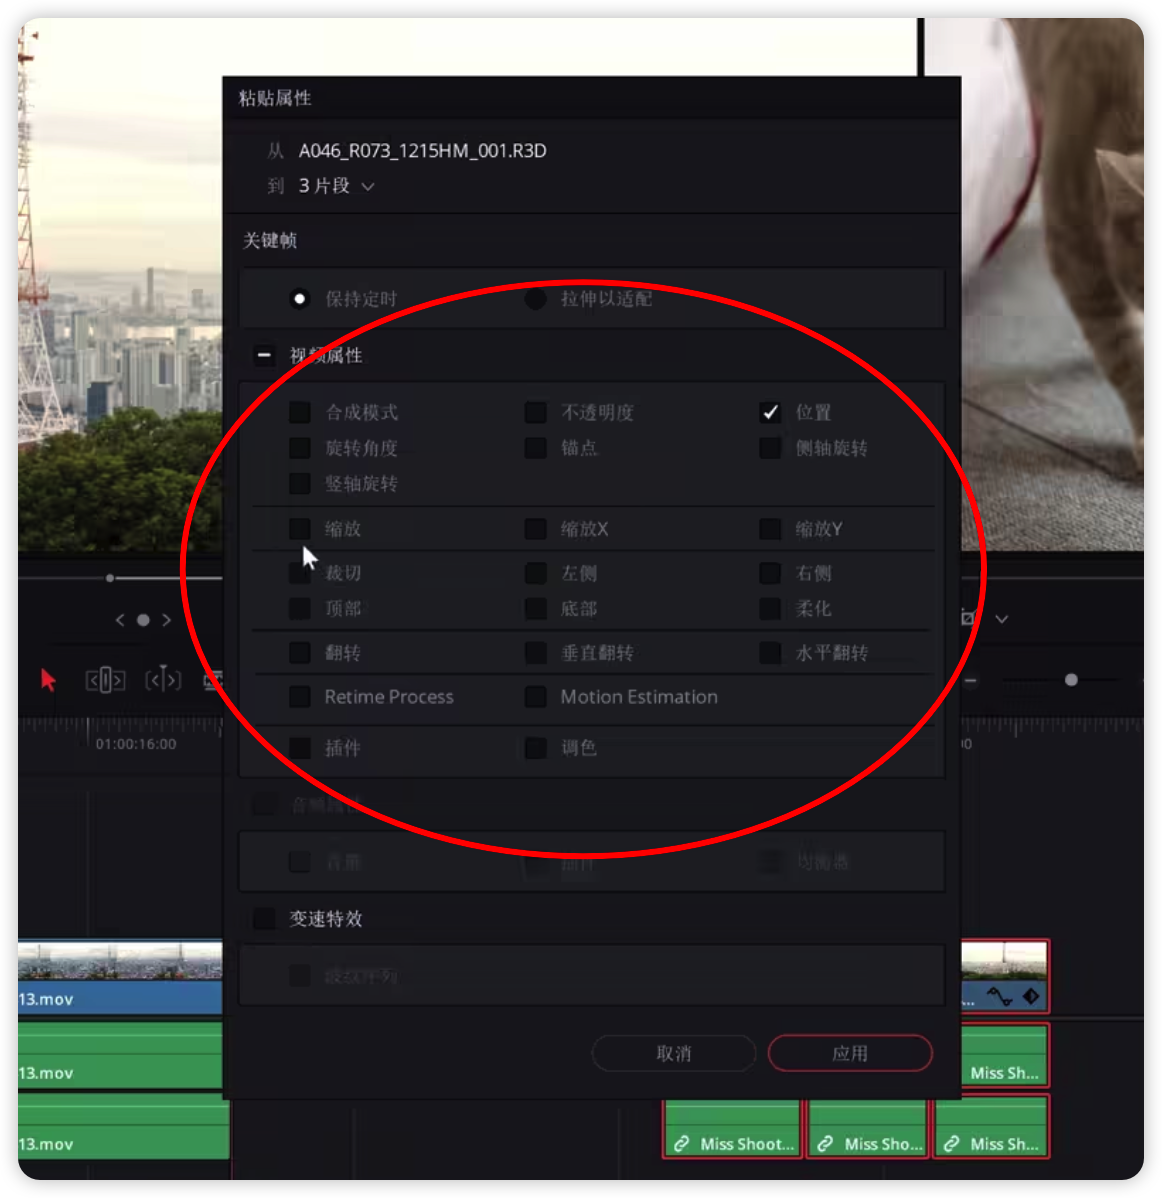 粘贴属性
从 A046_R073_1215HM_001.R3D
到 3 片段
关键帧
保持定时 拉伸以适配
视频属性
合成模式 不透明度 位置
旋转角度 锚点 侧轴旋转
竖轴旋转
缩放 缩放X 缩放Y
裁切 左侧 右侧
顶部 底部 柔化
翻转 垂直翻转 水平翻转
Retime Process Motion Estimation
01:00:16:00
插件 调色
音频属性
音量 插件 均衡器
变速特效
取消 应用
13.mov
13.mov Miss Sh...
13.mov Miss Shoot... Miss Sho... Miss Sh...